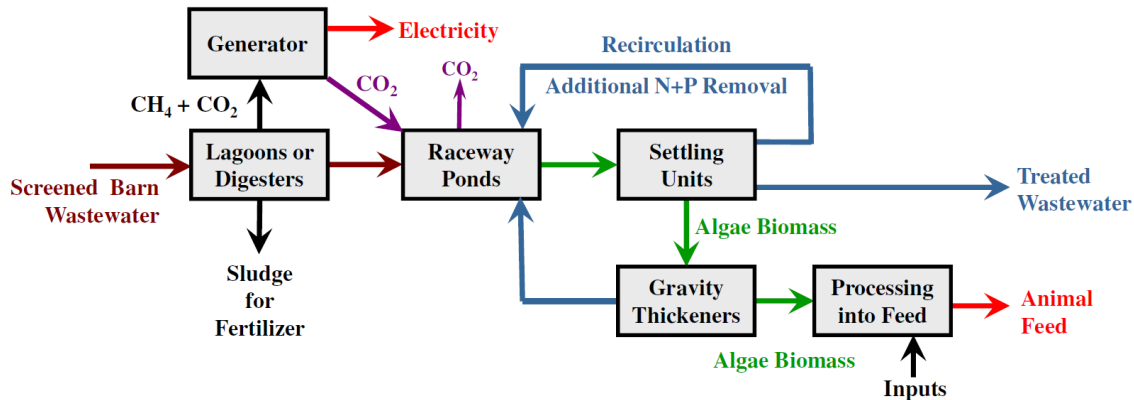 Generator
Electricity
Recirculation
CO2
CO2
Additional N+P Removal
CH4 + CO2
Lagoons or
Digesters
Raceway
Ponds
Settling
Units
Screened Barn
Wastewater
Treated
Wastewater
Algae Biomass
Sludge
for
Fertilizer
Gravity
Thickeners
Processing
into Feed
Animal
Feed
Algae Biomass
Inputs